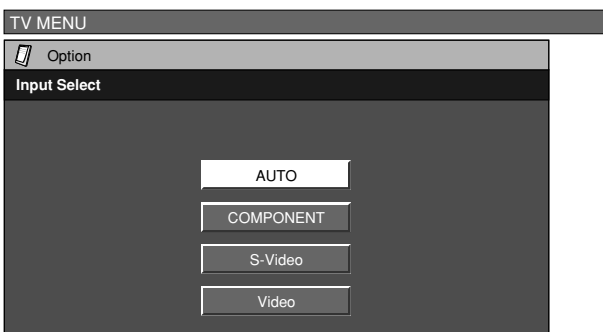 TV MENU
Option
Input Select
AUTO
COMPONENT
S-Video
Video